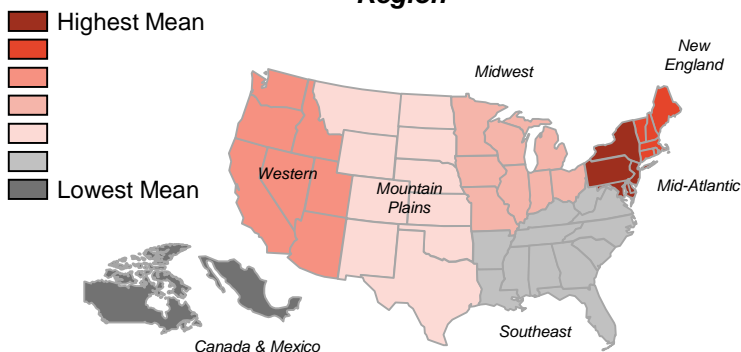 Region
Highest Mean
New
England
Midwest
Western
Mountain
Plains
Mid-Atlantic
Lowest Mean
Southeast
Canada & Mexico